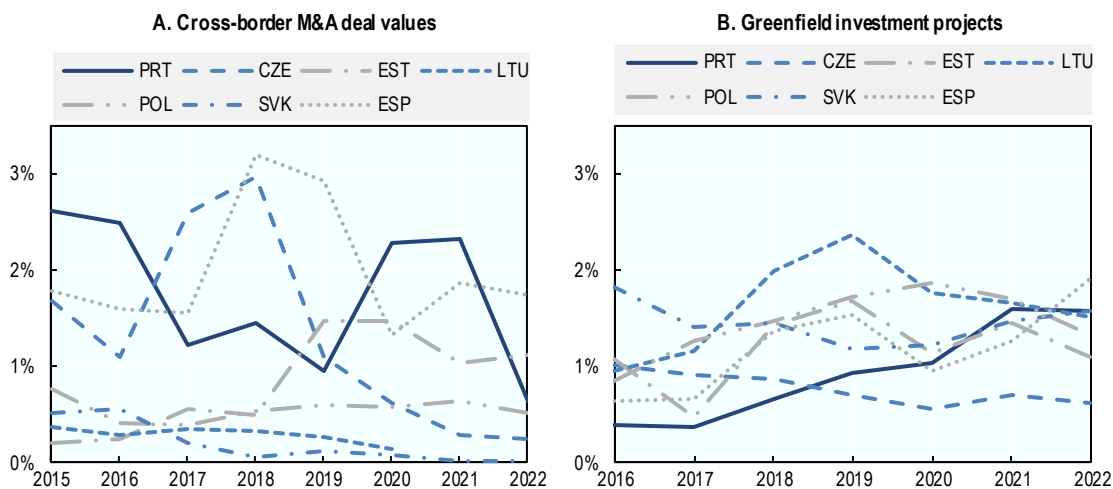 A. Cross-border M&A deal values
PRT CZE EST LTU
POL SVK ESP
3%
2%
1%
0%
2015 2016 2017 2018 2019 2020 2021 2022
B. Greenfield investment projects
PRT CZE EST LTU
POL SVK ESP
3%
2%
1%
0%
2016 2017 2018 2019 2020 2021 2022